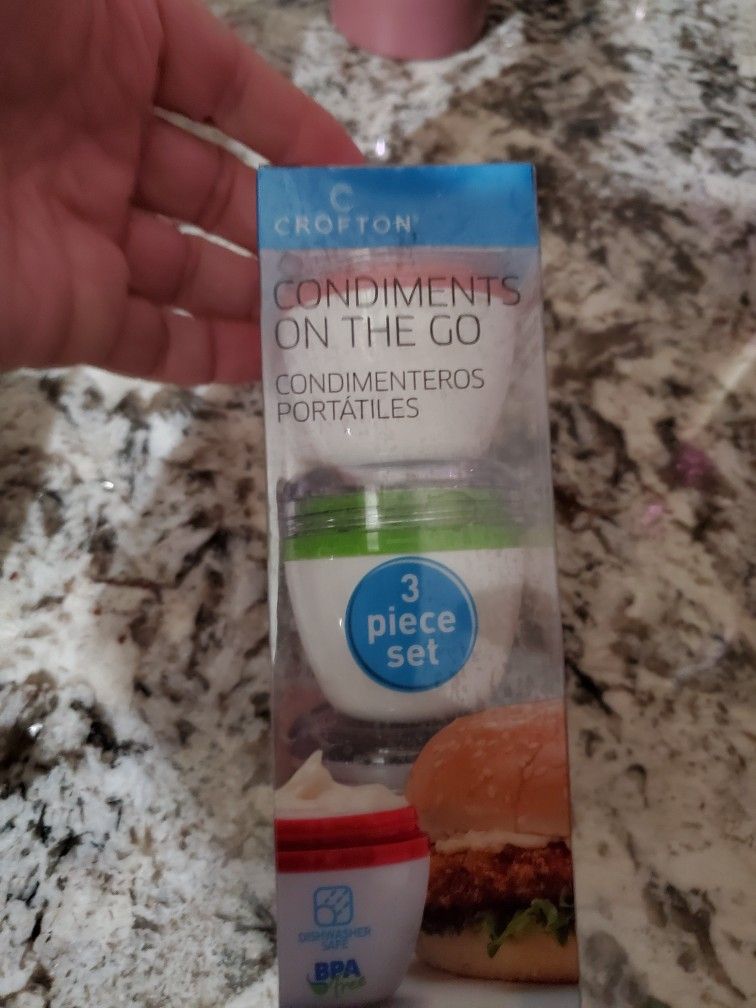 CROFTON
CONDIMENTS
ON THE GO
CONDIMENTEROS
PORTÁTILES
3
piece
set
DISHWASHER
SAFE
BPA
free